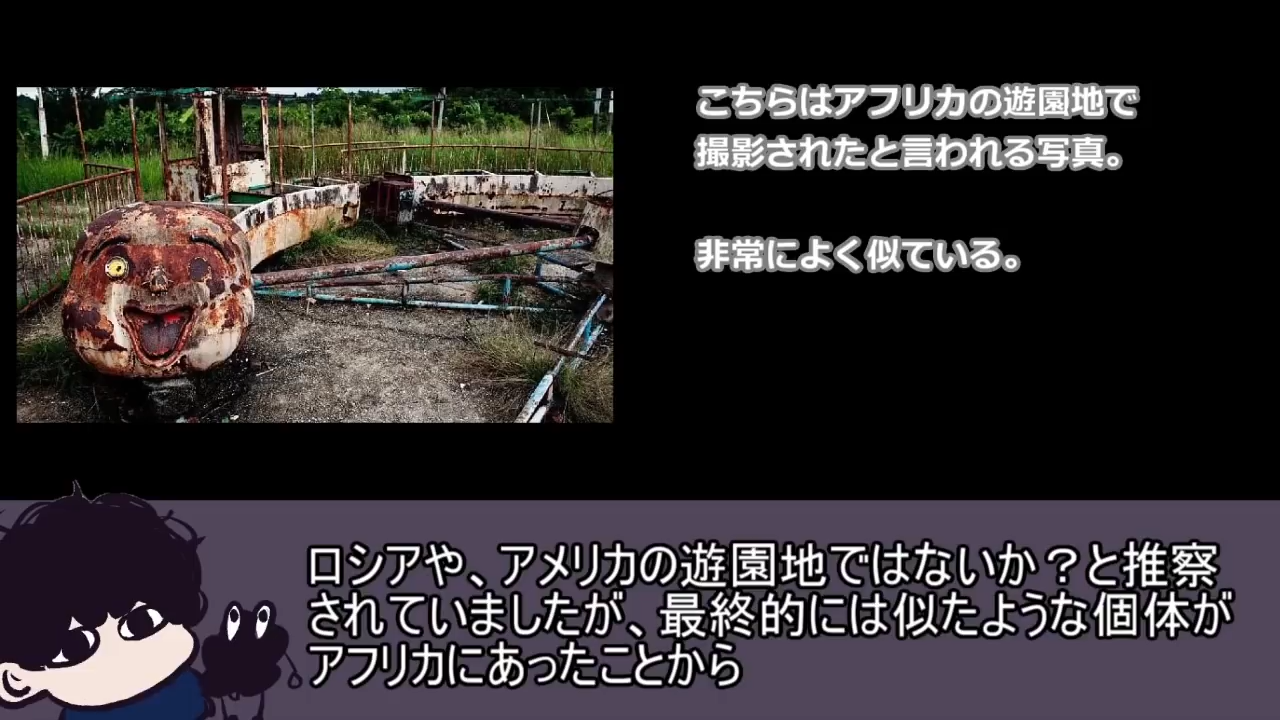 こちらはアフリカの遊園地で
撮影されたと言われる写真。
非常によく似ている。
ロシアや、アメリカの遊園地ではないか？と推察
されていましたが、最終的には似たような個体が
アフリカにあったことから